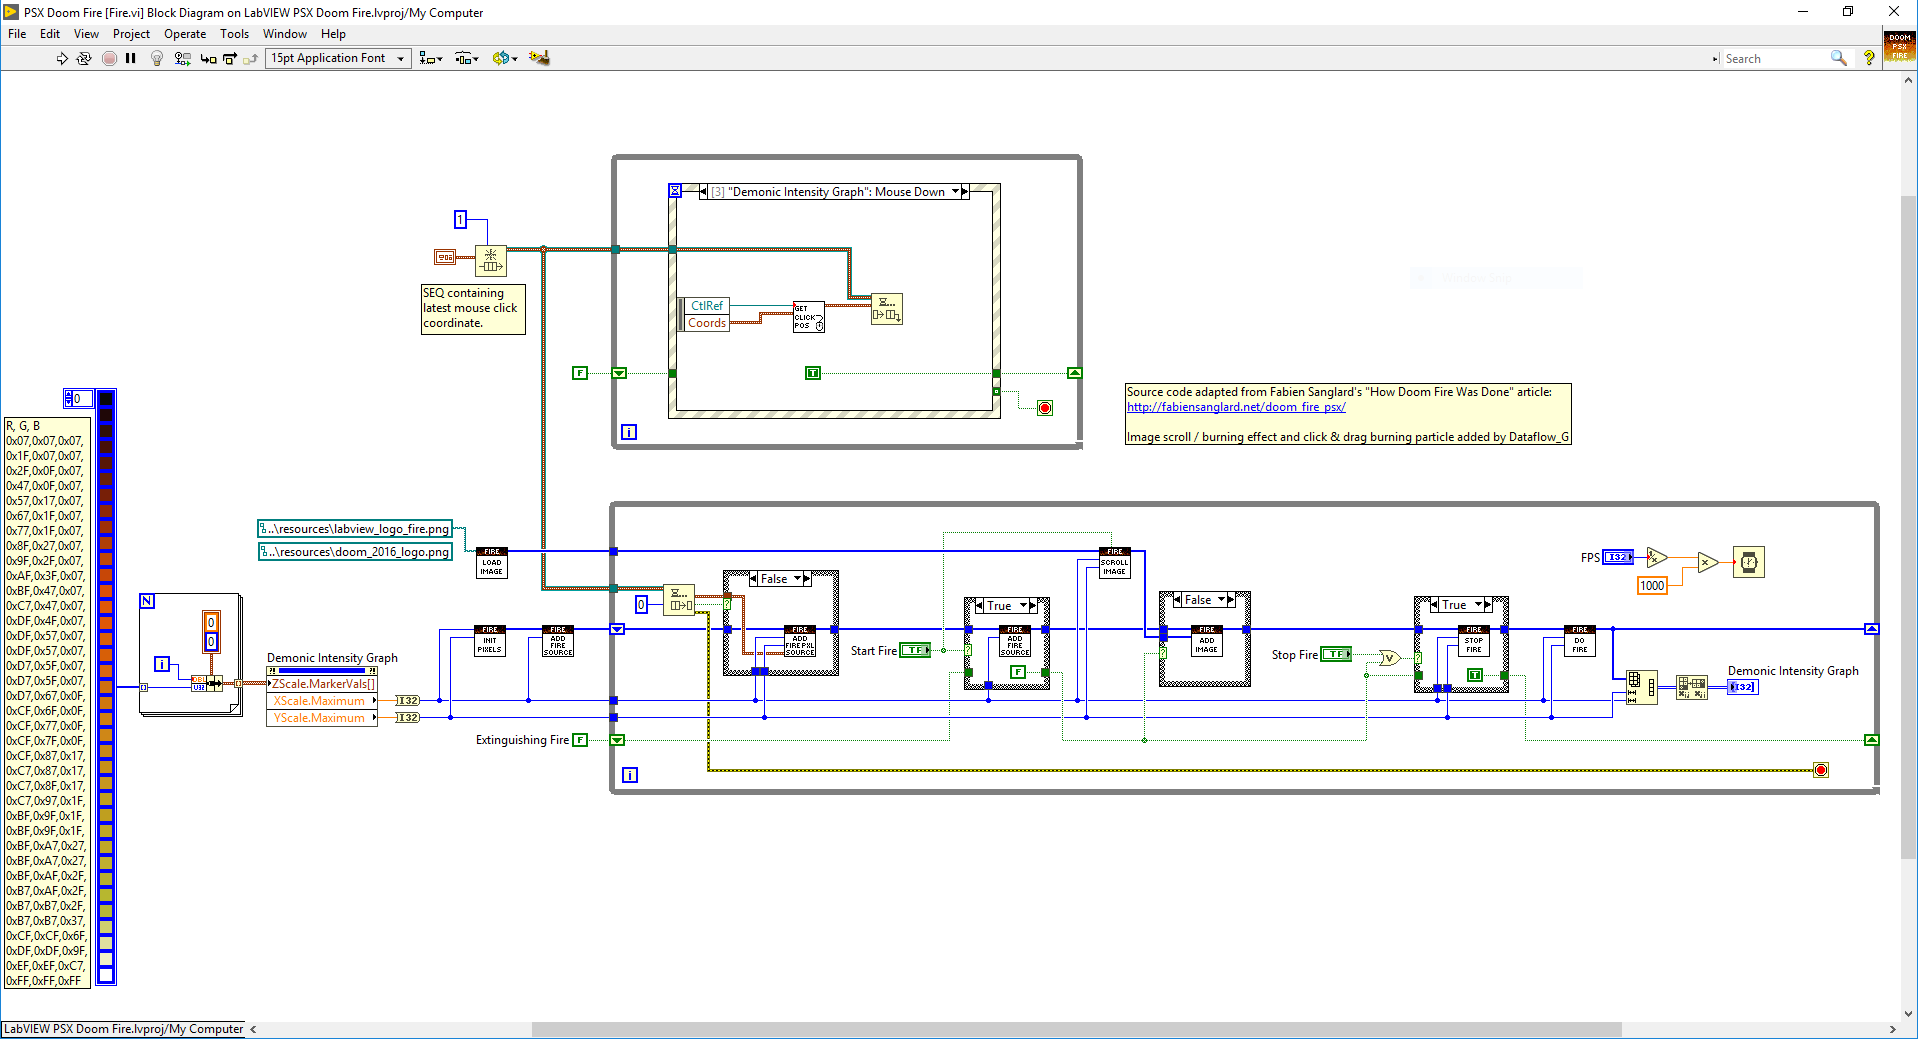 PSX Doom Fire [Fire.vi] Block Diagram on LabVIEW PSX Doom Fire.lvproj/My Computer
File Edit View Project Operate Tools Window Help
15pt Application Font
Search
DOOM
PSX
FIRE
[3] "Demonic Intensity Graph": Mouse Down
1
SEQ containing
latest mouse click
coordinate.
CtlRef
Coords
GET
CLICK
POS
F
T
i
Source code adapted from Fabien Sanglard's "How Doom Fire Was Done" article:
http://fabiensanglard.net/doom_fire_psx/
Image scroll / burning effect and click & drag burning particle added by Dataflow_G
0
R, G, B
0x07,0x07,0x07,
0x1F,0x07,0x07,
0x2F,0x0F,0x07,
0x47,0x0F,0x07,
0x57,0x17,0x07,
0x67,0x1F,0x07,
0x77,0x1F,0x07,
0x8F,0x27,0x07,
0x9F,0x2F,0x07,
0xAF,0x3F,0x07,
0xBF,0x47,0x07,
0xC7,0x47,0x07,
0xDF,0x4F,0x07,
0xDF,0x57,0x07,
0xDF,0x57,0x07,
0xD7,0x5F,0x07,
0xD7,0x5F,0x07,
0xD7,0x67,0x0F,
0xCF,0x6F,0x0F,
0xCF,0x77,0x0F,
0xCF,0x7F,0x0F,
0xCF,0x87,0x17,
0xC7,0x87,0x17,
0xC7,0x8F,0x17,
0xC7,0x97,0x1F,
0xBF,0x9F,0x1F,
0xBF,0x9F,0x1F,
0xBF,0xA7,0x27,
0xBF,0xA7,0x27,
0xBF,0xAF,0x2F,
0xB7,0xAF,0x2F,
0xB7,0xB7,0x2F,
0xB7,0xB7,0x37,
0xCF,0xCF,0x6F,
0xDF,0xDF,0x9F,
0xEF,0xEF,0xC7,
0xFF,0xFF,0xFF
N
0
0
i
DBL
U32
Demonic Intensity Graph
ZScale.MarkerVals[]
XScale.Maximum
YScale.Maximum
I32
I32
..\resources\labview_logo_fire.png
..\resources\doom_2016_logo.png
FIRE
LOAD
IMAGE
FIRE
INIT
PIXELS
FIRE
ADD
FIRE
SOURCE
Extinguishing Fire F
0
False
FIRE
ADD
FIRE PXL
SOURCE
Start Fire TF
True
FIRE
ADD
FIRE
SOURCE
F
FIRE
SCROLL
IMAGE
False
FIRE
ADD
IMAGE
Stop Fire TF
V
True
FIRE
STOP
FIRE
T
FIRE
DO
FIRE
FPS I32
1000
Demonic Intensity Graph
[I32]
i
LabVIEW PSX Doom Fire.lvproj/My Computer